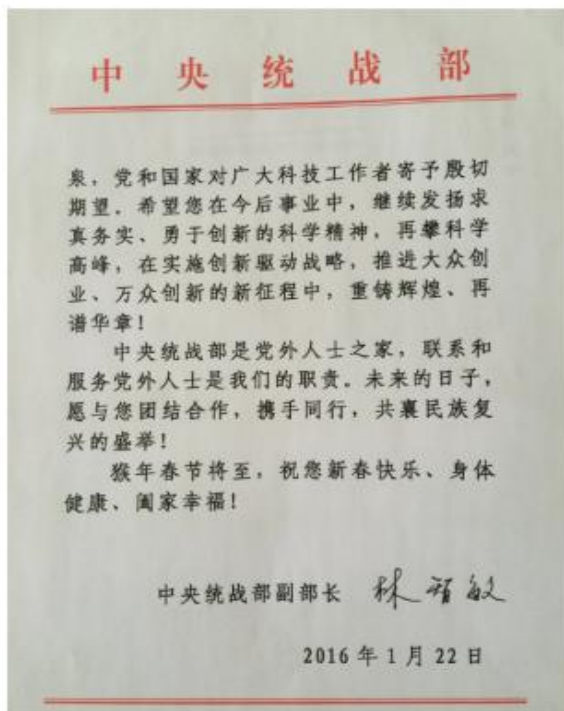 中央统战部
泉，党和国家对广大科技工作者寄予殷切
期望。希望您在今后事业中，继续发扬求
真务实、勇于创新的科学精神，再攀科学
高峰，在实施创新驱动战略，推进大众创
业、万众创新的新征程中，重铸辉煌、再
谱华章！
中央统战部是党外人士之家，联系和
服务党外人士是我们的职责。未来的日子，
愿与您团结合作，携手同行，共襄民族复
兴的盛举！
猴年春节将至，祝您新春快乐、身体
健康、阖家幸福！
中央统战部副部长 林智敏
2016年1月22日